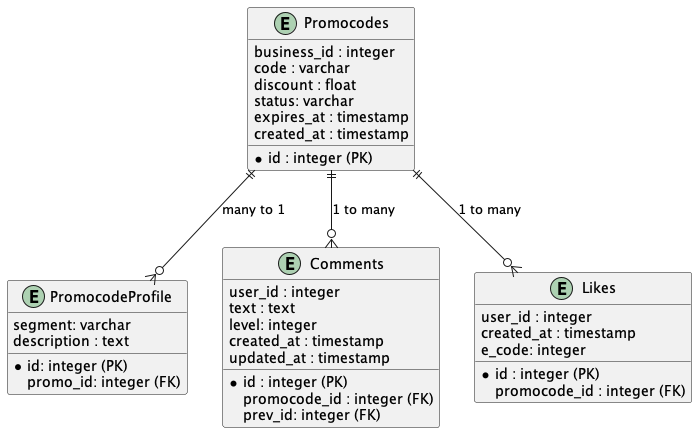 E Promocodes
business_id : integer
code : varchar
discount : float
status: varchar
expires_at : timestamp
created_at : timestamp
id : integer (PK)
many to 1
1 to many
1 to many
E PromocodeProfile
segment: varchar
description : text
id: integer (PK)
promo_id: integer (FK)
E Comments
user_id : integer
text : text
level: integer
created_at : timestamp
updated_at : timestamp
id : integer (PK)
promocode_id : integer (FK)
prev_id: integer (FK)
E Likes
user_id : integer
created_at : timestamp
e_code: integer
id : integer (PK)
promocode_id : integer (FK)